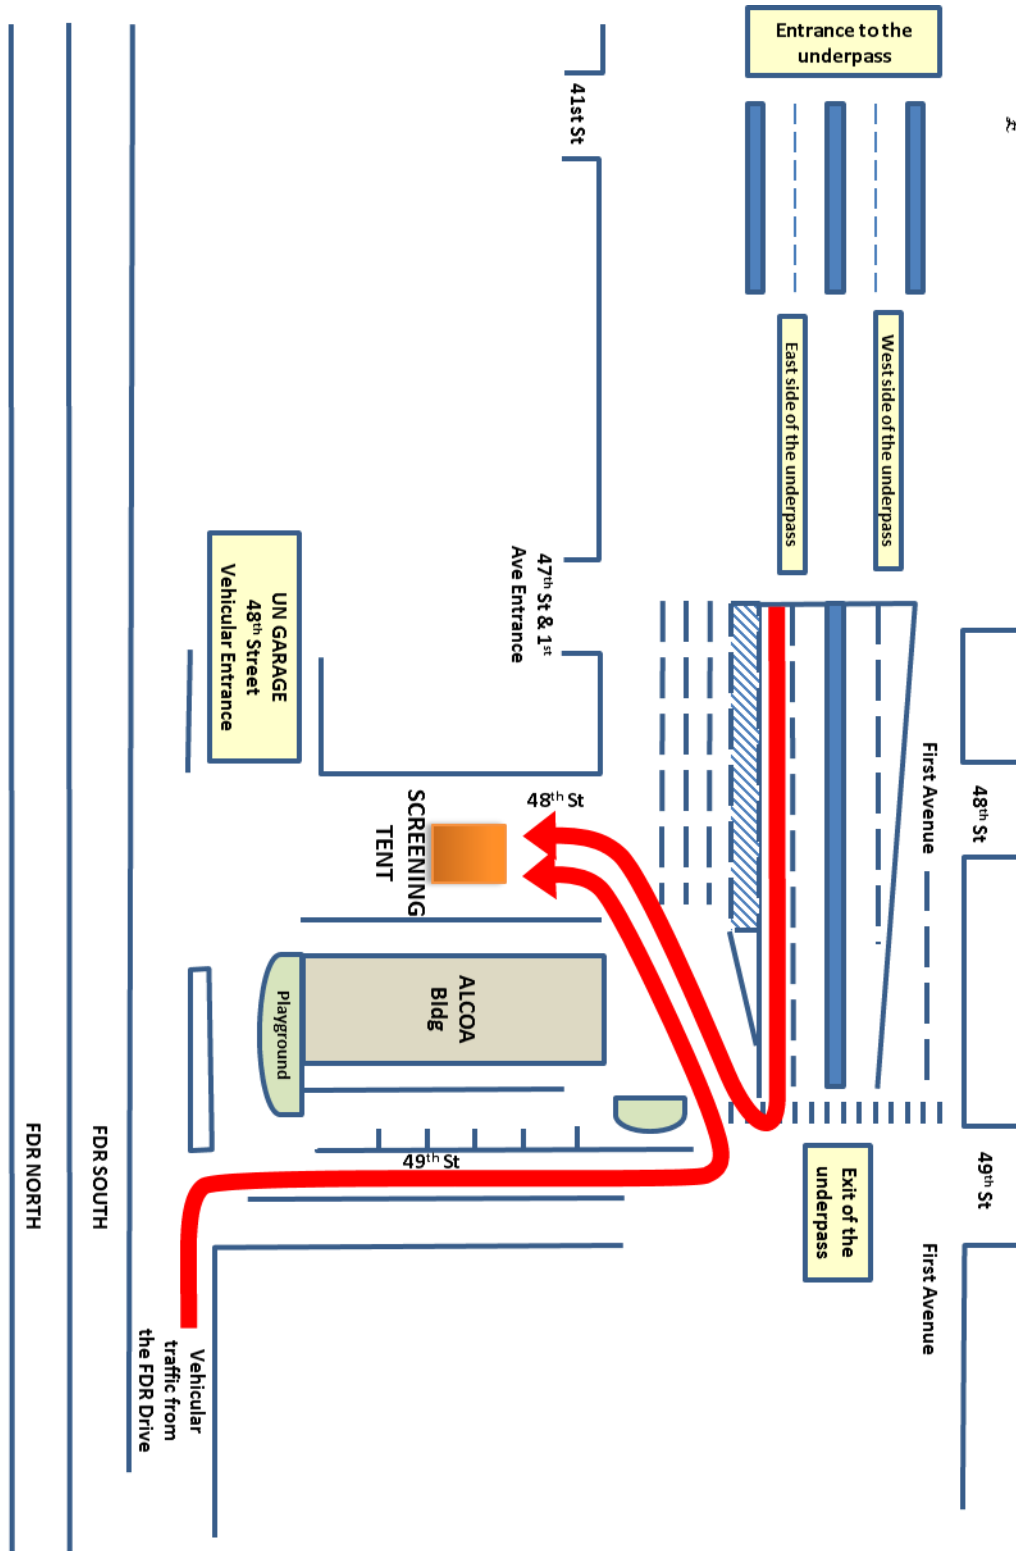 Entrance to the
underpass
41st St
East side of the underpass
West side of the underpass
47th St & 1st
Ave Entrance
UN GARAGE
48th Street
Vehicular Entrance
First Avenue
48th St
48th St
SCREENING
TENT
ALCOA
Bldg
Playground
49th St
49th St
Exit of the
underpass
First Avenue
FDR NORTH
FDR SOUTH
Vehicular
traffic from
the FDR Drive